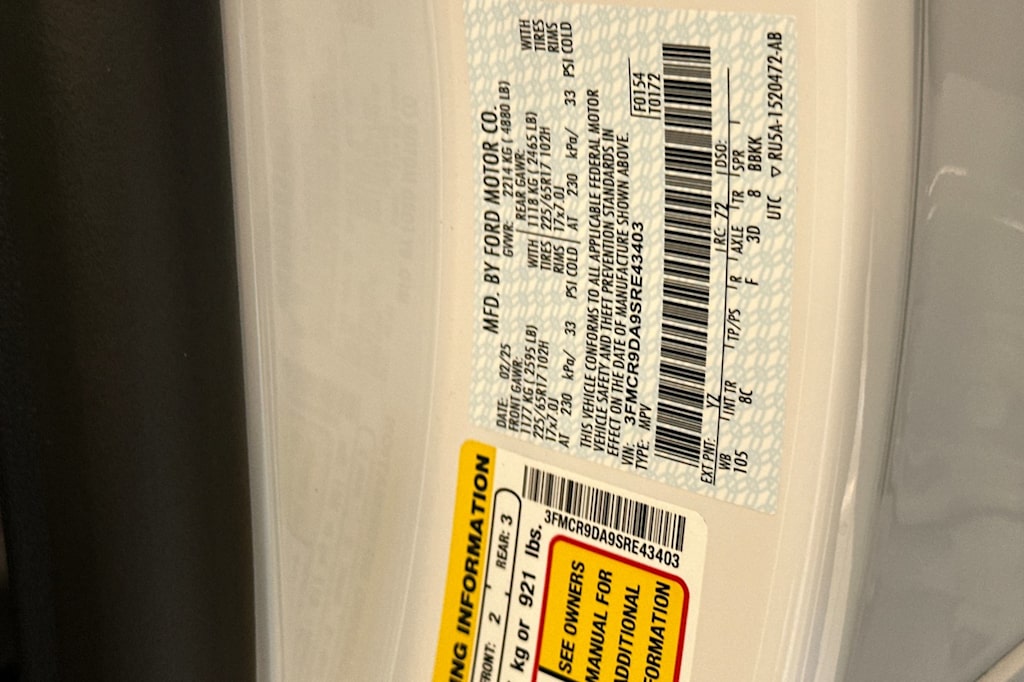 MFD. BY FORD MOTOR CO.
DATE: 02/25 GVWR: 2214 KG ( 4880 LB)
FRONT GAWR: REAR GAWR:
1177 KG ( 2595 LB) WITH 1118 KG ( 2465 LB) WITH
225/65R17 102H TIRES 225/65R17 102H TIRES
17x7.0J RIMS 17x7.0J RIMS
AT 230 kPa/ 33 PSI COLD AT 230 kPa/ 33 PSI COLD
THIS VEHICLE CONFORMS TO ALL APPLICABLE FEDERAL MOTOR
VEHICLE SAFETY AND THEFT PREVENTION STANDARDS IN
EFFECT ON THE DATE OF MANUFACTURE SHOWN ABOVE.
VIN: 3FMCR9DA9SRE43403
TYPE: MPV
F0154
T0172
EXT PNT: YZ RC: 72 DSO:
WB INT TR TP/PS R AXLE TR SPR
105 8C F 3D 8 BBKK
UTC ▽ RU5A-1520472-AB
NG INFORMATION
FRONT: 2 , REAR: 3
kg or 921 lbs.
3FMCR9DA9SRE43403
SEE OWNERS
MANUAL FOR
ADDITIONAL
FORMATION